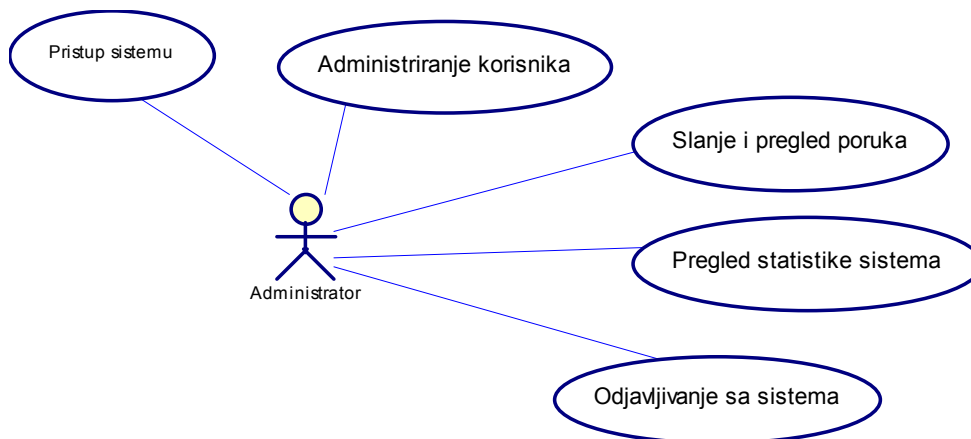 Pristup sistemu
Administriranje korisnika
Slanje i pregled poruka
Pregled statistike sistema
Administrator
Odjavljivanje sa sistema